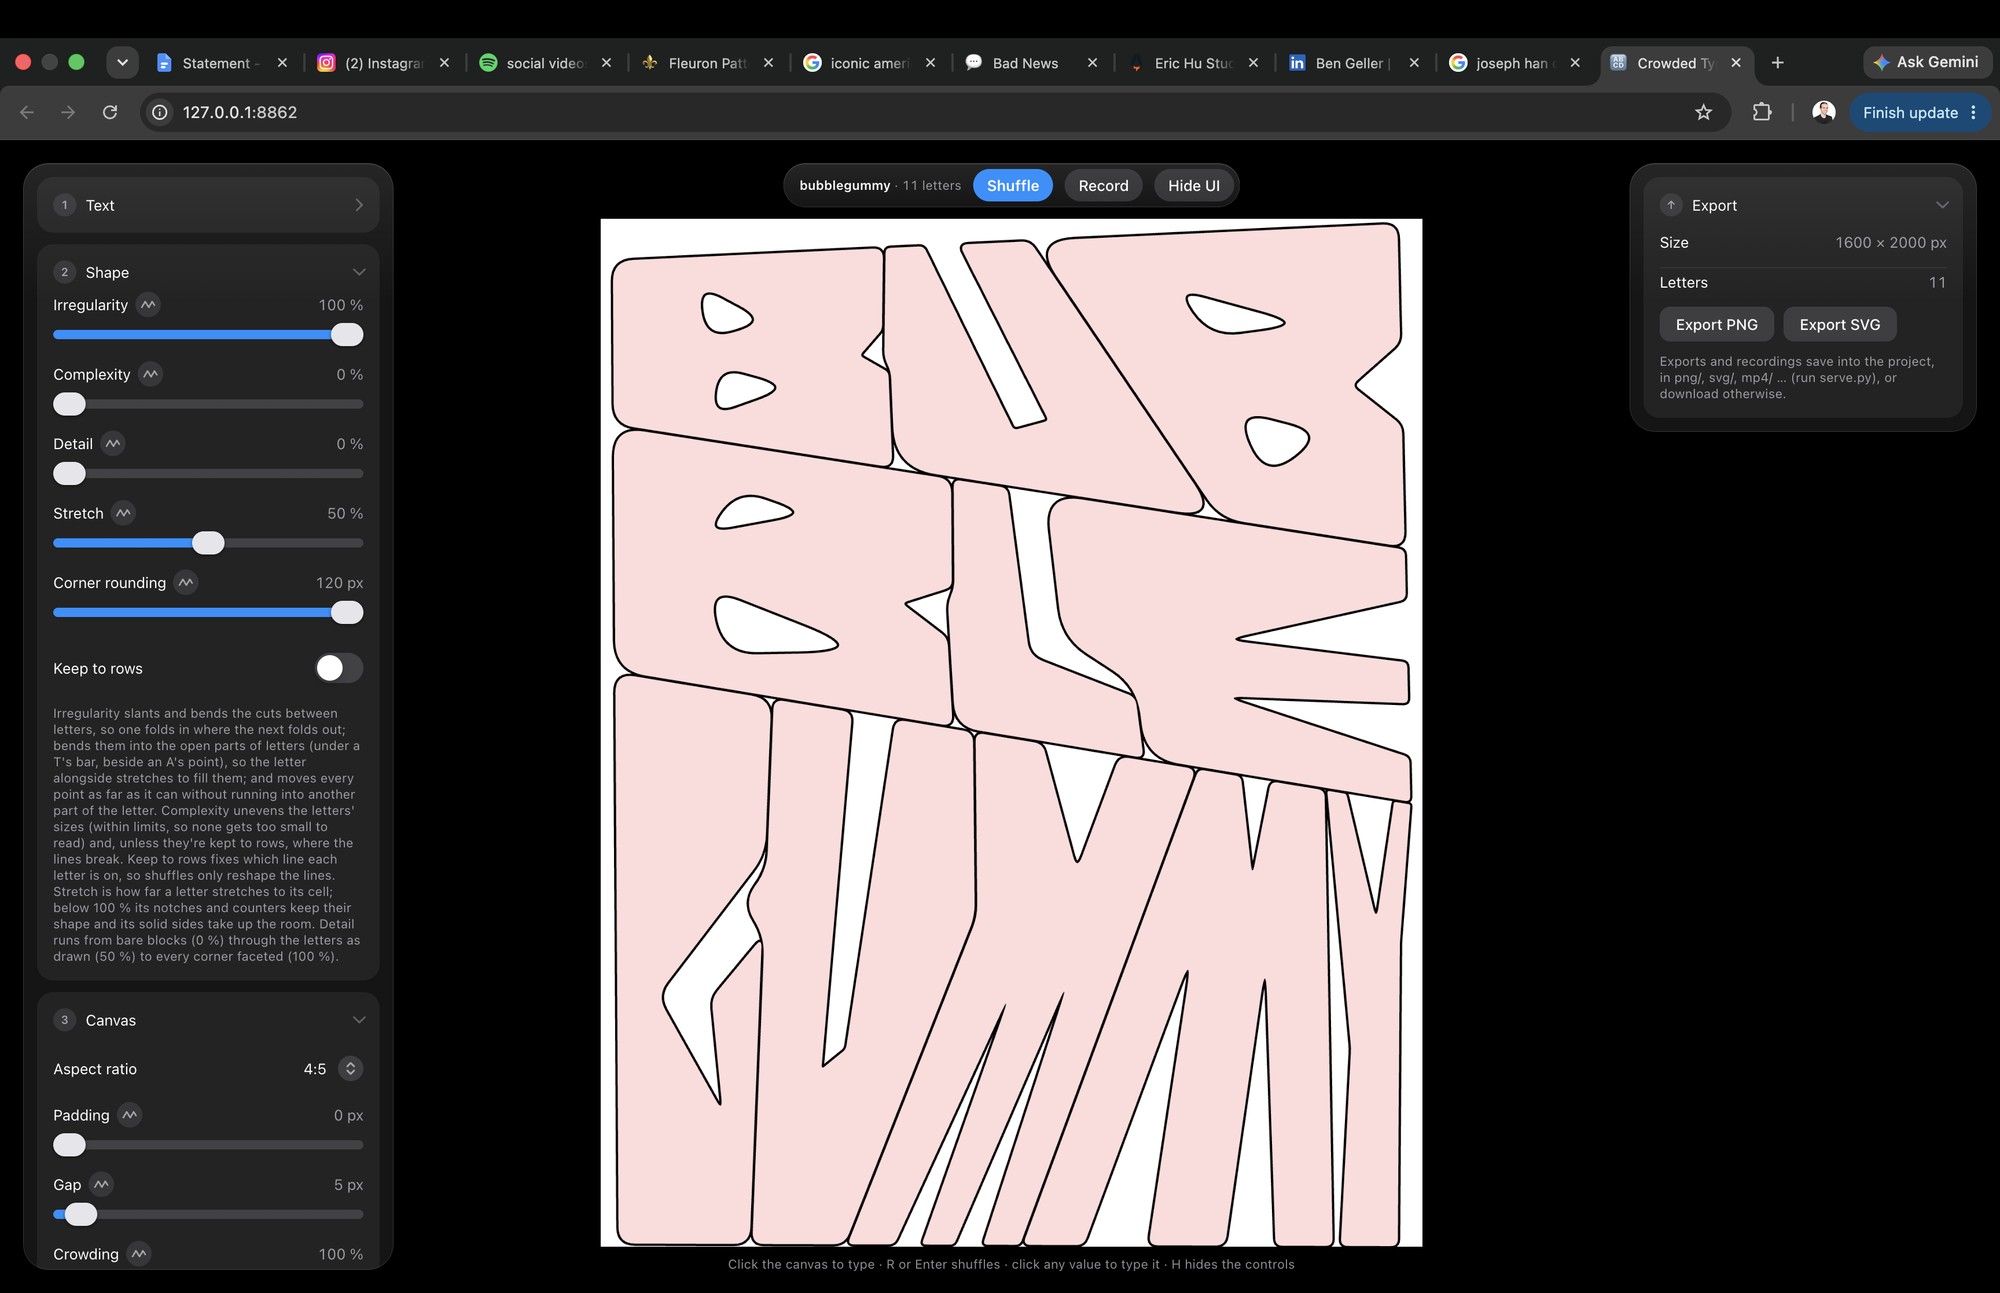 Statement -
(2) Instagra
social video
Fleuron Patt
iconic ameri
Bad News
Eric Hu Stud
Ben Geller |
joseph han
Crowded Ty
Ask Gemini
127.0.0.1:8862
Finish update
1 Text
2 Shape
Irregularity 100 %
Complexity 0 %
Detail 0 %
Stretch 50 %
Corner rounding 120 px
Keep to rows
Irregularity slants and bends the cuts between
letters, so one folds in where the next folds out;
bends them into the open parts of letters (under a
T's bar, beside an A's point), so the letter
alongside stretches to fill them; and moves every
point as far as it can without running into another
part of the letter. Complexity unevens the letters'
sizes (within limits, so none gets too small to
read) and, unless they're kept to rows, where the
lines break. Keep to rows fixes which line each
letter is on, so shuffles only reshape the lines.
Stretch is how far a letter stretches to its cell;
below 100 % its notches and counters keep their
shape and its solid sides take up the room. Detail
runs from bare blocks (0 %) through the letters as
drawn (50 %) to every corner faceted (100 %).
3 Canvas
Aspect ratio 4:5
Padding 0 px
Gap 5 px
Crowding 100 %
bubblegummy · 11 letters Shuffle Record Hide UI
BUB
BLE
GUMMY
Click the canvas to type · R or Enter shuffles · click any value to type it · H hides the controls
Export
Size 1600 × 2000 px
Letters 11
Export PNG Export SVG
Exports and recordings save into the project,
in png/, svg/, mp4/ … (run serve.py), or
download otherwise.